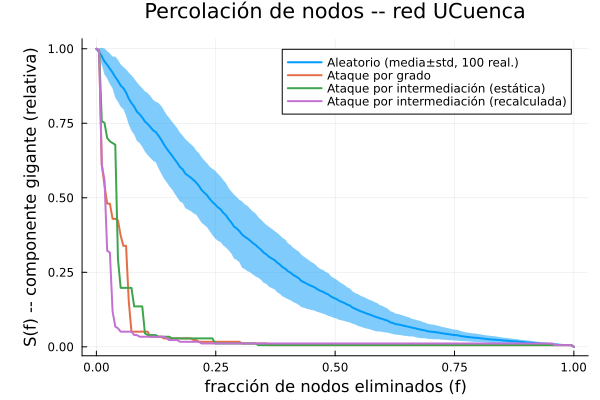 Percolación de nodos -- red UCuenca
S(f) -- componente gigante (relativa)
1.00
0.75
0.50
0.25
0.00
Aleatorio (media±std, 100 real.)
Ataque por grado
Ataque por intermediación (estática)
Ataque por intermediación (recalculada)
0.00 0.25 0.50 0.75 1.00
fracción de nodos eliminados (f)